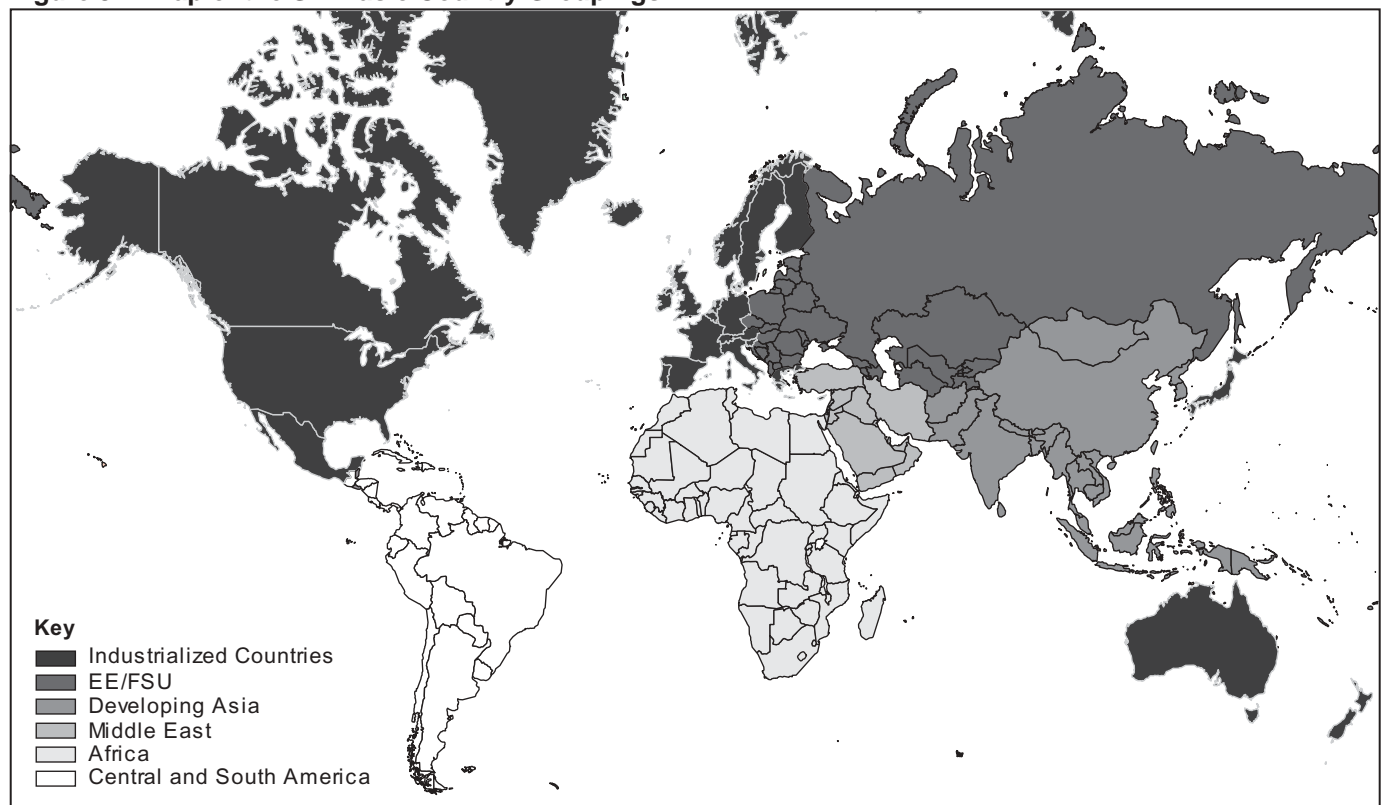 Key
Industrialized Countries
EE/FSU
Developing Asia
Middle East
Africa
Central and South America